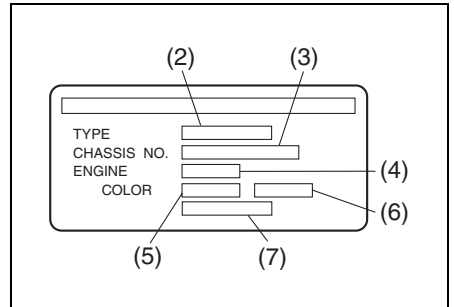 (2) (3)
TYPE
CHASSIS NO.
ENGINE (4)
COLOR
(6)
(5) (7)